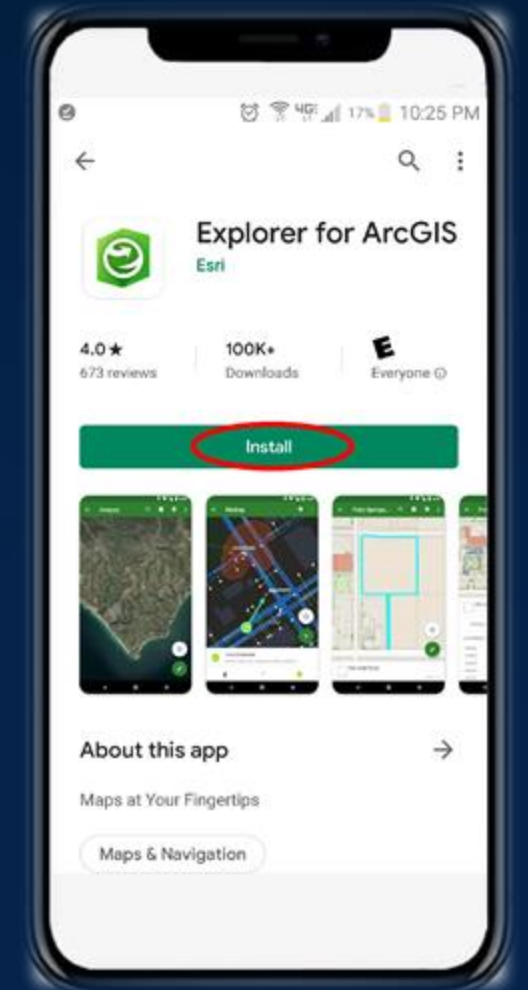 4G 17% 10:25 PM
Explorer for ArcGIS
Esri
4.0★ 100K+ E
673 reviews Downloads Everyone
Install
About this app
Maps at Your Fingertips
Maps & Navigation